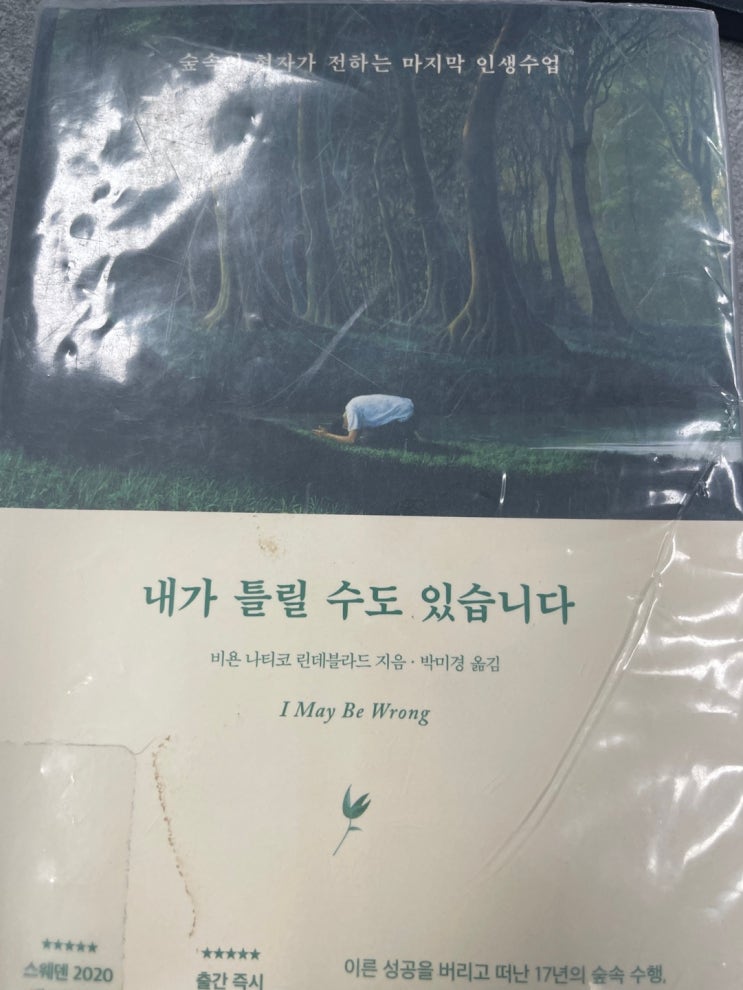 숲속의 현자가 전하는 마지막 인생수업
내가 틀릴 수도 있습니다
비욘 나티코 린데블라드 지음 · 박미경 옮김
I May Be Wrong
★★★★★
스웨덴 2020
★★★★★
출간 즉시
이른 성공을 버리고 떠난 17년의 숲속 수행,